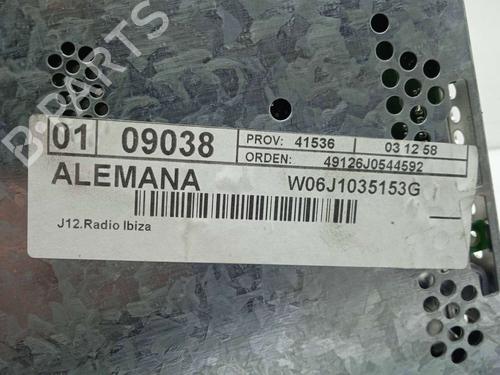 B-PARTS
01 09038 PROV: 41536 03 12 58
ORDEN: 49126J0544592
ALEMANA W06J1035153G
J12.Radio Ibiza